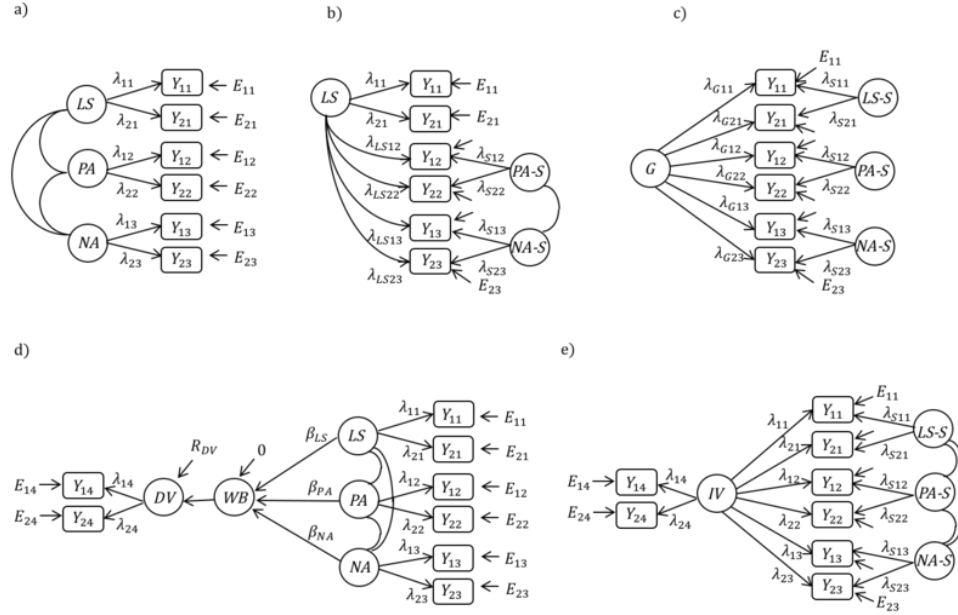 a)
λ11 Y11 E11
LS
λ21 Y21 E21
λ12 Y12 E12
PA
λ22 Y22 E22
λ13 Y13 E13
NA
λ23 Y23 E23
b)
λ11 Y11 E11
LS
λ21 Y21 E21
λLS12 Y12 λS12
PA-S
λLS22 Y22 λS22
λLS13 Y13 λS13
NA-S
λLS23 Y23 λS23
E23
c)
E11
λG11 Y11 λS11
LS-S
λG21 Y21 λS21
λG12 Y12 λS12
G
PA-S
λG22 Y22 λS22
λG13 Y13 λS13
NA-S
λG23 Y23 λS23
E23
d)
λ11 Y11 E11
βLS LS
λ21 Y21 E21
RDV 0
E14 Y14 λ14
DV WB
E24 Y24 λ24
λ12 Y12 E12
βPA PA
λ22 Y22 E22
λ13 Y13 E13
βNA NA
λ23 Y23 E23
e)
E11
λ11 Y11 λS11
LS-S
λ21 Y21 λS21
E14 Y14 λ14
IV
E24 Y24 λ24
λ12 Y12 λS12
PA-S
λ22 Y22 λS22
λ13 Y13 λS13
NA-S
λ23 Y23 λS23
E23